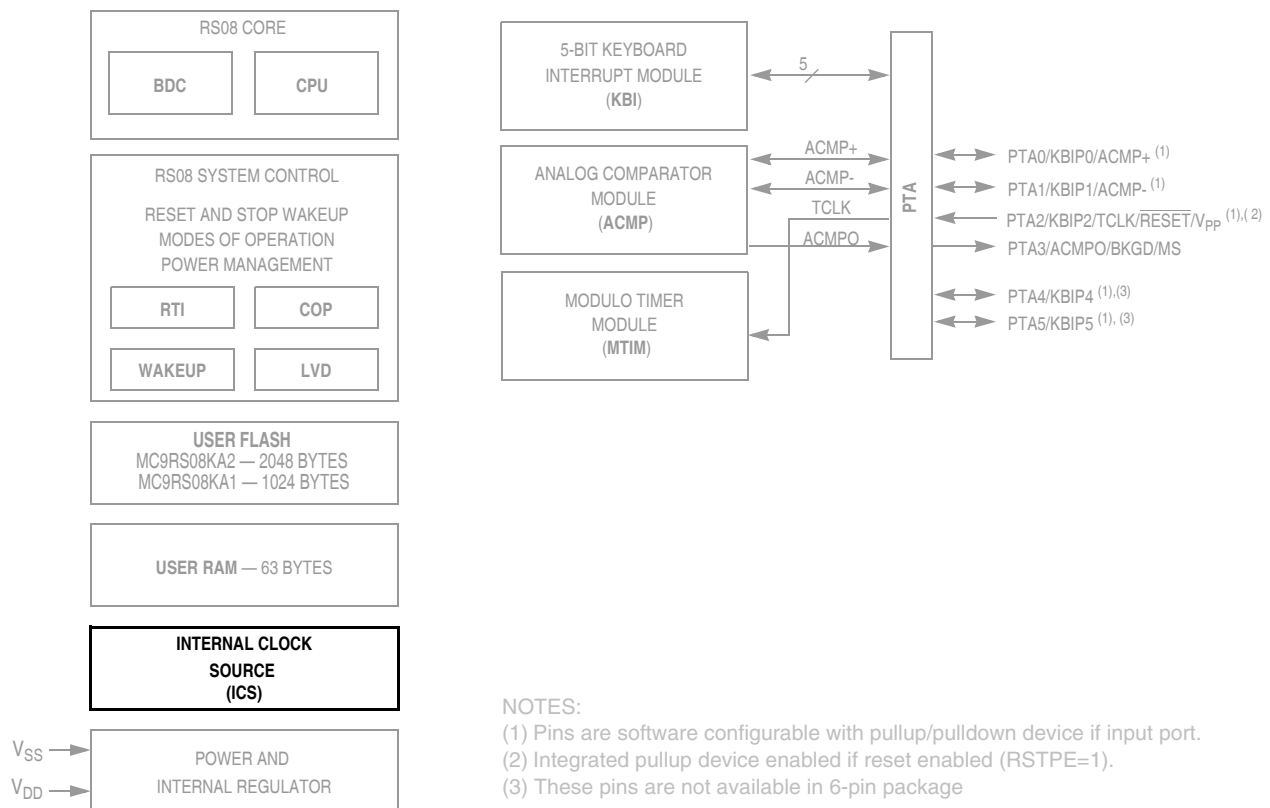 RS08 CORE
BDC
CPU
RS08 SYSTEM CONTROL
RESET AND STOP WAKEUP
MODES OF OPERATION
POWER MANAGEMENT
RTI
COP
WAKEUP
LVD
USER FLASH
MC9RS08KA2 — 2048 BYTES
MC9RS08KA1 — 1024 BYTES
USER RAM — 63 BYTES
INTERNAL CLOCK
SOURCE
(ICS)
VSS
VDD
POWER AND
INTERNAL REGULATOR
5-BIT KEYBOARD
INTERRUPT MODULE
(KBI)
5
ANALOG COMPARATOR
MODULE
(ACMP)
ACMP+
ACMP-
TCLK
ACMPO
MODULO TIMER
MODULE
(MTIM)
PTA
PTA0/KBIP0/ACMP+ (1)
PTA1/KBIP1/ACMP- (1)
PTA2/KBIP2/TCLK/RESET/VPP (1),( 2)
PTA3/ACMPO/BKGD/MS
PTA4/KBIP4 (1),(3)
PTA5/KBIP5 (1), (3)
NOTES:
(1) Pins are software configurable with pullup/pulldown device if input port.
(2) Integrated pullup device enabled if reset enabled (RSTPE=1).
(3) These pins are not available in 6-pin package